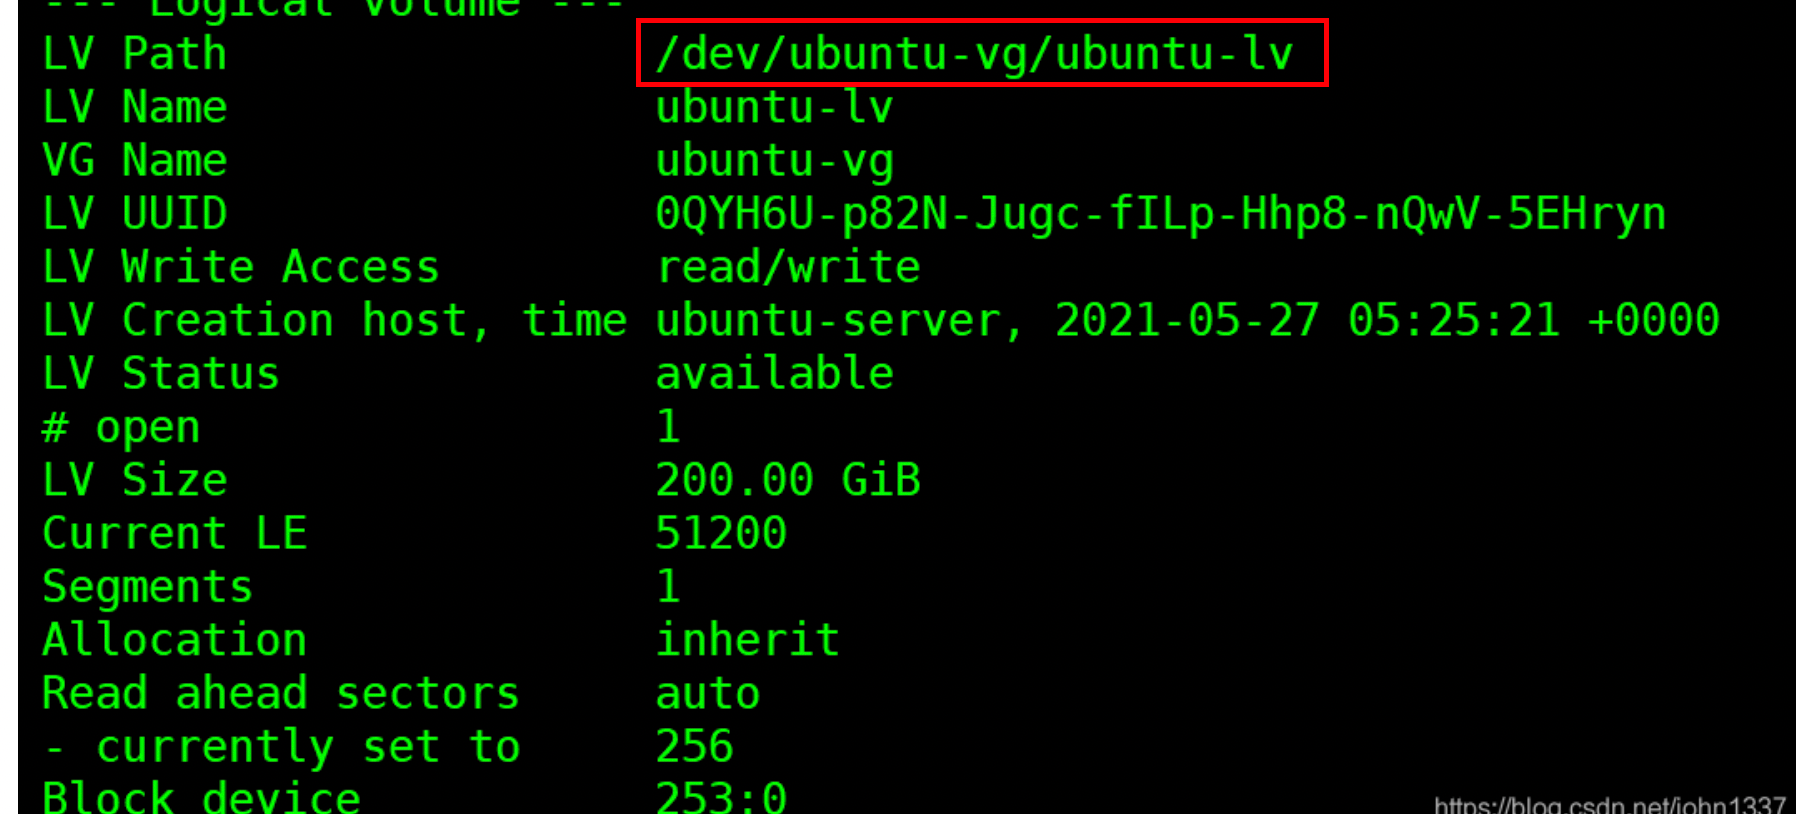 --- Logical volume ---
LV Path                /dev/ubuntu-vg/ubuntu-lv
LV Name                ubuntu-lv
VG Name                ubuntu-vg
LV UUID                0QYH6U-p82N-Jugc-fILp-Hhp8-nQwV-5EHryn
LV Write Access        read/write
LV Creation host, time ubuntu-server, 2021-05-27 05:25:21 +0000
LV Status              available
# open                 1
LV Size                200.00 GiB
Current LE             51200
Segments               1
Allocation             inherit
Read ahead sectors     auto
- currently set to     256
Block device           253:0
https://blog.csdn.net/john1337